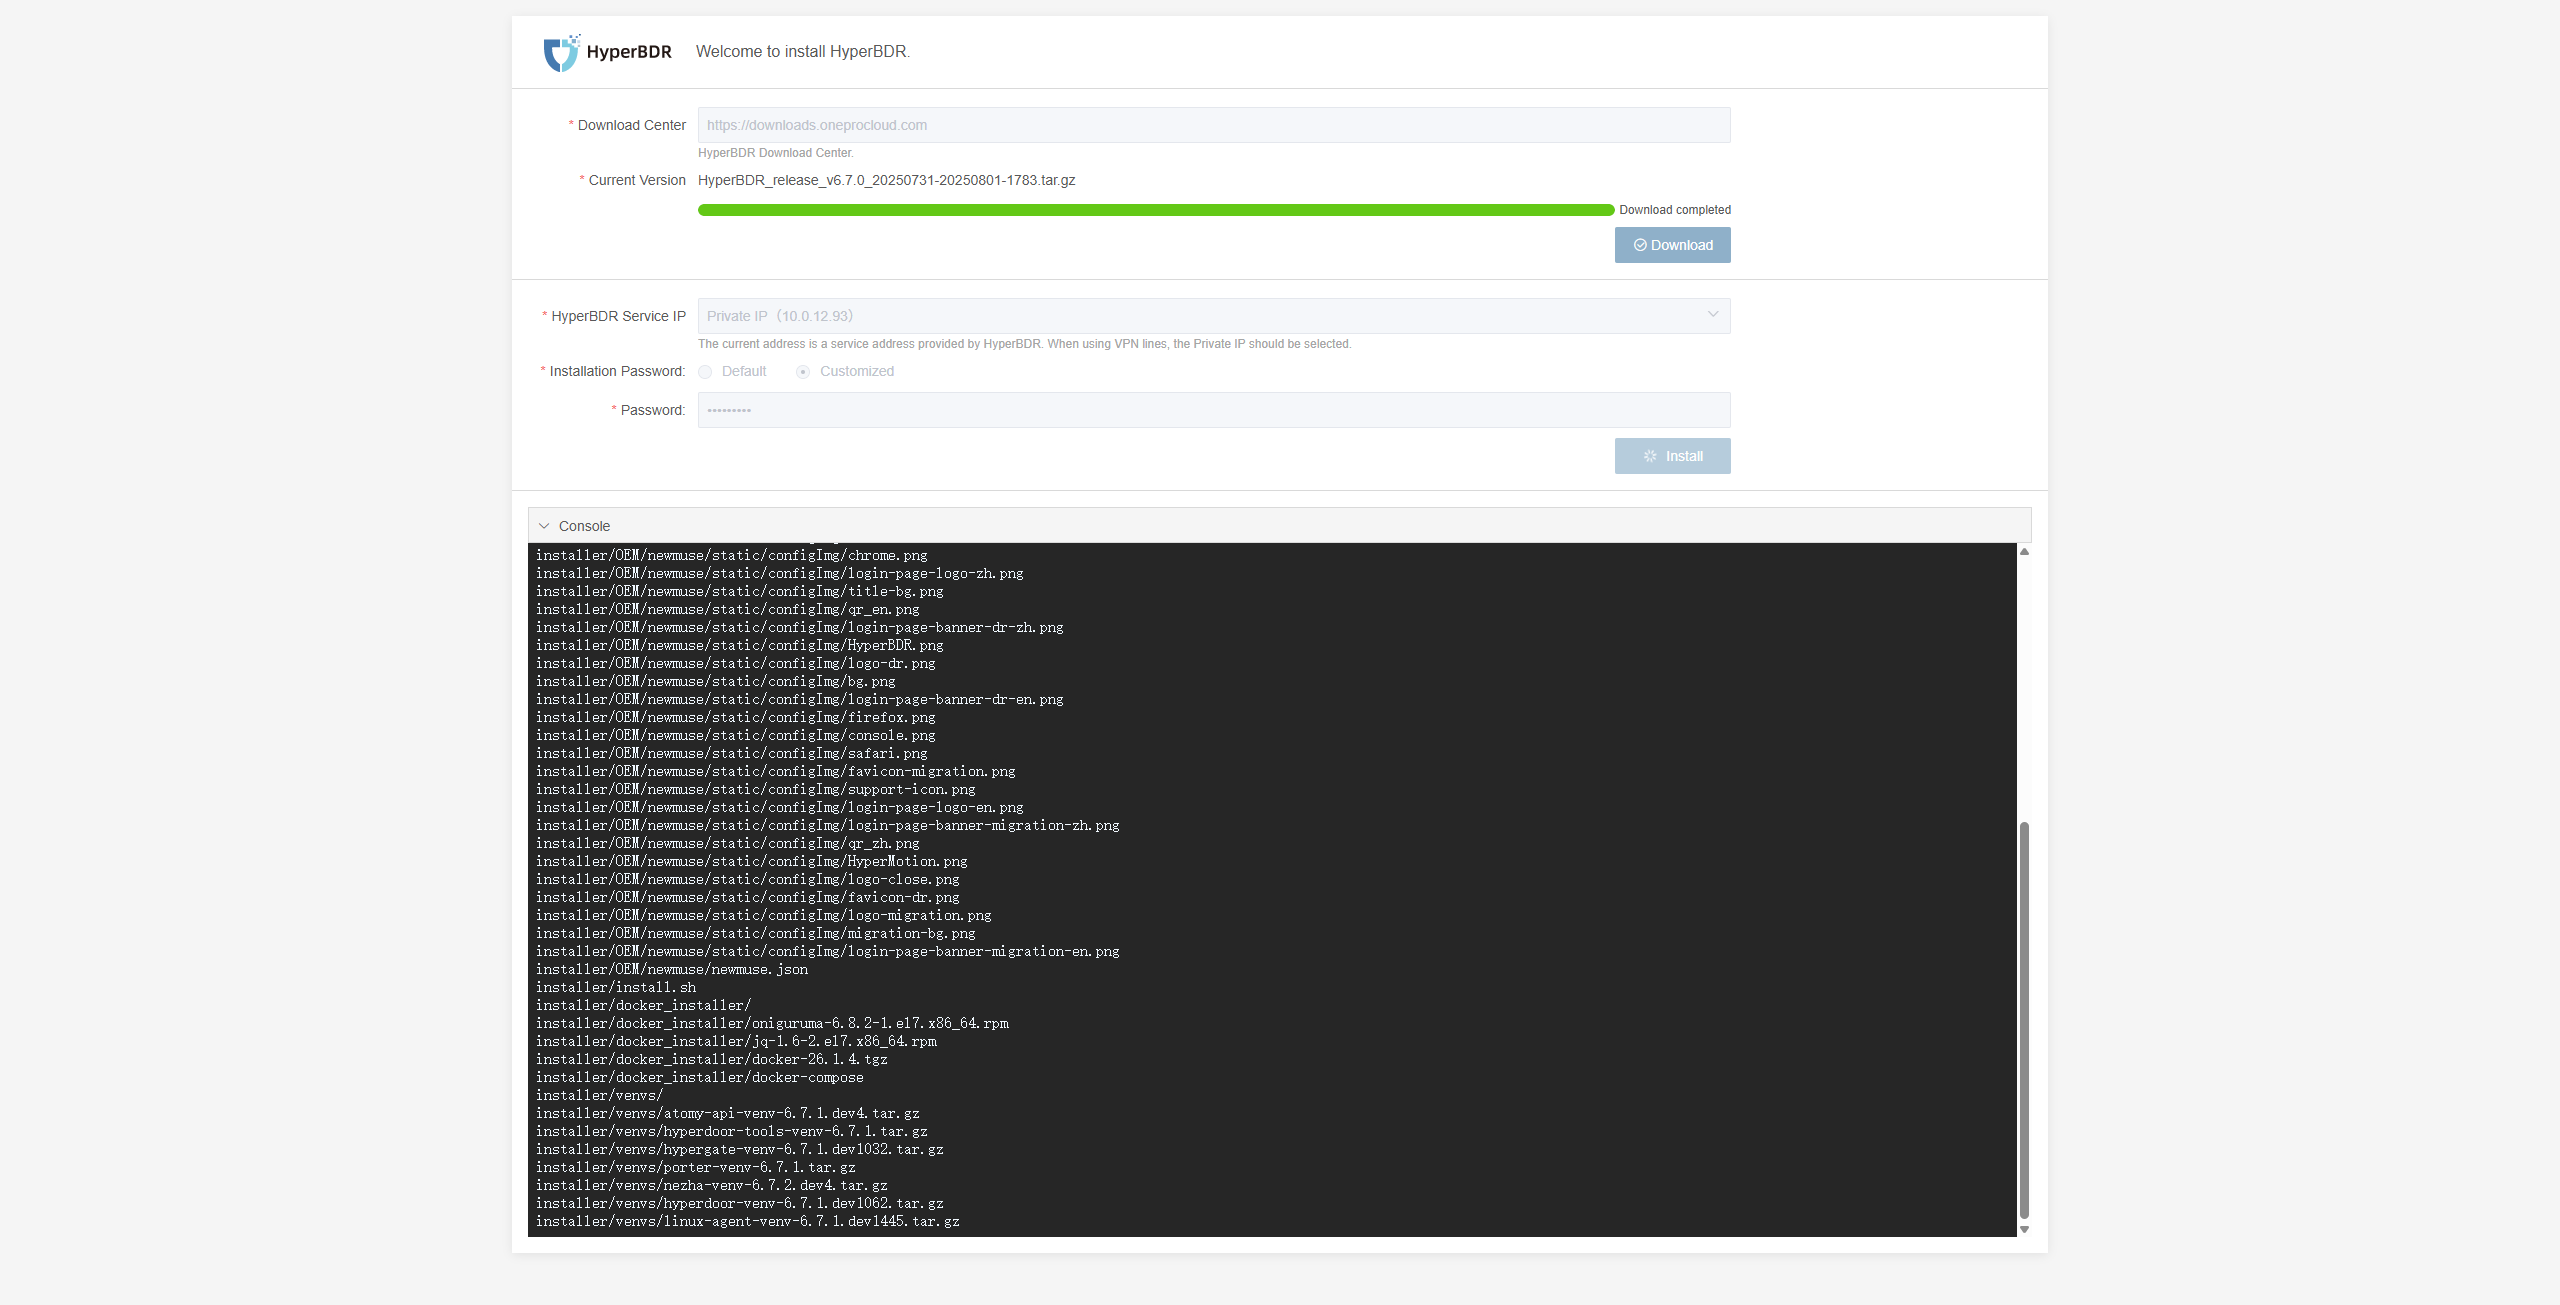 HyperBDR Welcome to install HyperBDR.
* Download Center https://downloads.oneprocloud.com
HyperBDR Download Center.
* Current Version HyperBDR_release_v6.7.0_20250731-20250801-1783.tar.gz
Download completed
Download
* HyperBDR Service IP Private IP（10.0.12.93）
The current address is a service address provided by HyperBDR. When using VPN lines, the Private IP should be selected.
* Installation Password: Default Customized
* Password: •••••••••
Install
Console
installer/OEM/newmuse/static/configImg/chrome.png
installer/OEM/newmuse/static/configImg/login-page-logo-zh.png
installer/OEM/newmuse/static/configImg/title-bg.png
installer/OEM/newmuse/static/configImg/qr_en.png
installer/OEM/newmuse/static/configImg/login-page-banner-dr-zh.png
installer/OEM/newmuse/static/configImg/HyperBDR.png
installer/OEM/newmuse/static/configImg/logo-dr.png
installer/OEM/newmuse/static/configImg/bg.png
installer/OEM/newmuse/static/configImg/login-page-banner-dr-en.png
installer/OEM/newmuse/static/configImg/firefox.png
installer/OEM/newmuse/static/configImg/console.png
installer/OEM/newmuse/static/configImg/safari.png
installer/OEM/newmuse/static/configImg/favicon-migration.png
installer/OEM/newmuse/static/configImg/support-icon.png
installer/OEM/newmuse/static/configImg/login-page-logo-en.png
installer/OEM/newmuse/static/configImg/login-page-banner-migration-zh.png
installer/OEM/newmuse/static/configImg/qr_zh.png
installer/OEM/newmuse/static/configImg/HyperMotion.png
installer/OEM/newmuse/static/configImg/logo-close.png
installer/OEM/newmuse/static/configImg/favicon-dr.png
installer/OEM/newmuse/static/configImg/logo-migration.png
installer/OEM/newmuse/static/configImg/migration-bg.png
installer/OEM/newmuse/static/configImg/login-page-banner-migration-en.png
installer/OEM/newmuse/newmuse.json
installer/install.sh
installer/docker_installer/
installer/docker_installer/oniguruma-6.8.2-1.el7.x86_64.rpm
installer/docker_installer/jq-1.6-2.el7.x86_64.rpm
installer/docker_installer/docker-26.1.4.tgz
installer/docker_installer/docker-compose
installer/venvs/
installer/venvs/atomy-api-venv-6.7.1.dev4.tar.gz
installer/venvs/hyperdoor-tools-venv-6.7.1.tar.gz
installer/venvs/hypergate-venv-6.7.1.dev1032.tar.gz
installer/venvs/porter-venv-6.7.1.tar.gz
installer/venvs/nezha-venv-6.7.2.dev4.tar.gz
installer/venvs/hyperdoor-venv-6.7.1.dev1062.tar.gz
installer/venvs/linux-agent-venv-6.7.1.dev1445.tar.gz